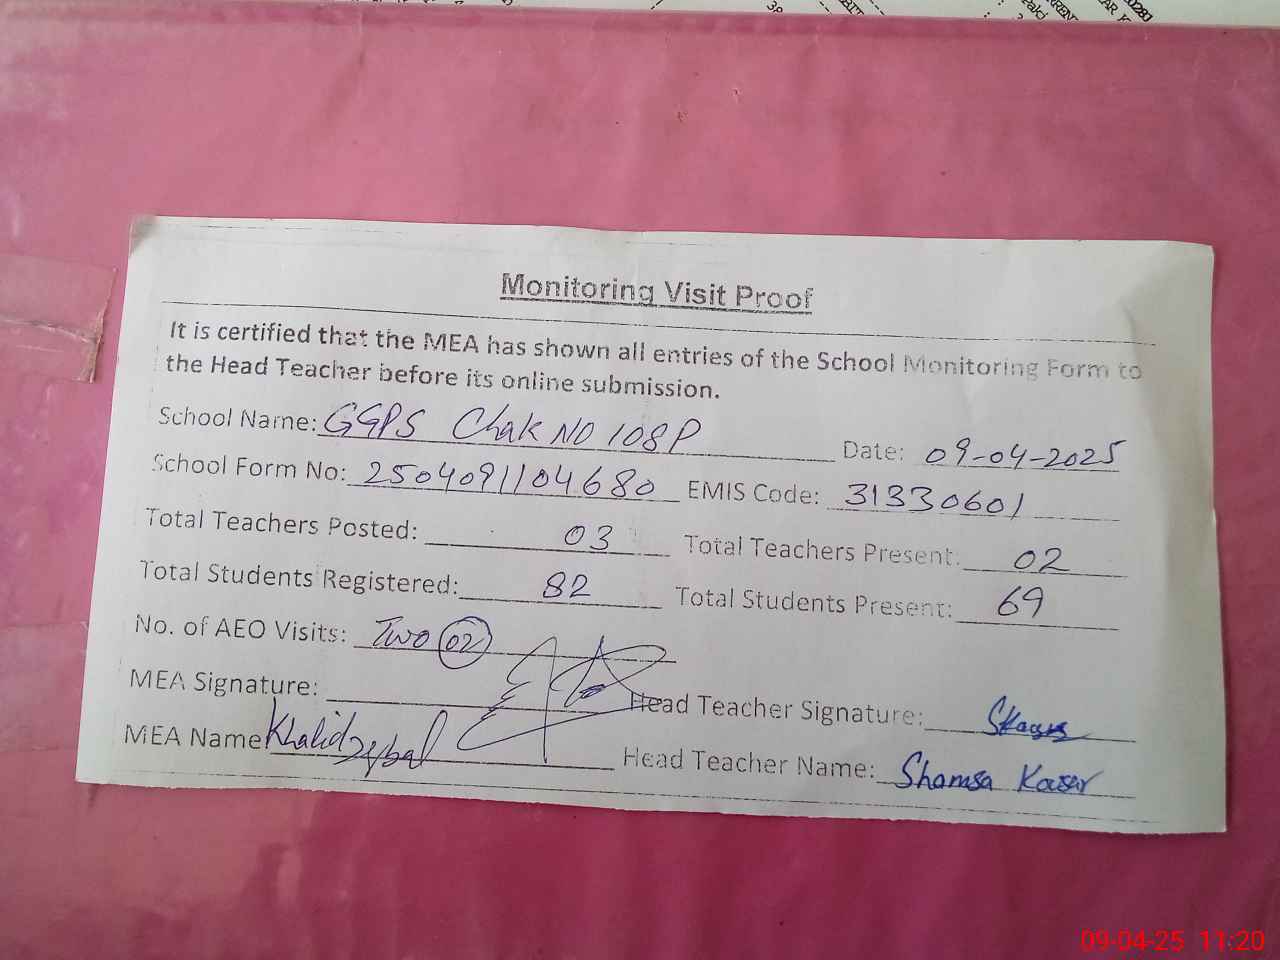 Monitoring Visit Proof
It is certified that the MEA has shown all entries of the School Monitoring Form to
the Head Teacher before its online submission.
School Name: GGPS Chak NO 108P Date: 09-04-2025
School Form No: 2504091104680 EMIS Code: 31330601
Total Teachers Posted: 03 Total Teachers Present: 02
Total Students Registered: 82 Total Students Present: 69
No. of AEO Visits: Two 02
MEA Signature: Head Teacher Signature:
MEA Name Khalid Iqbal Head Teacher Name: Shamsa Kousar
09-04-25 11:20